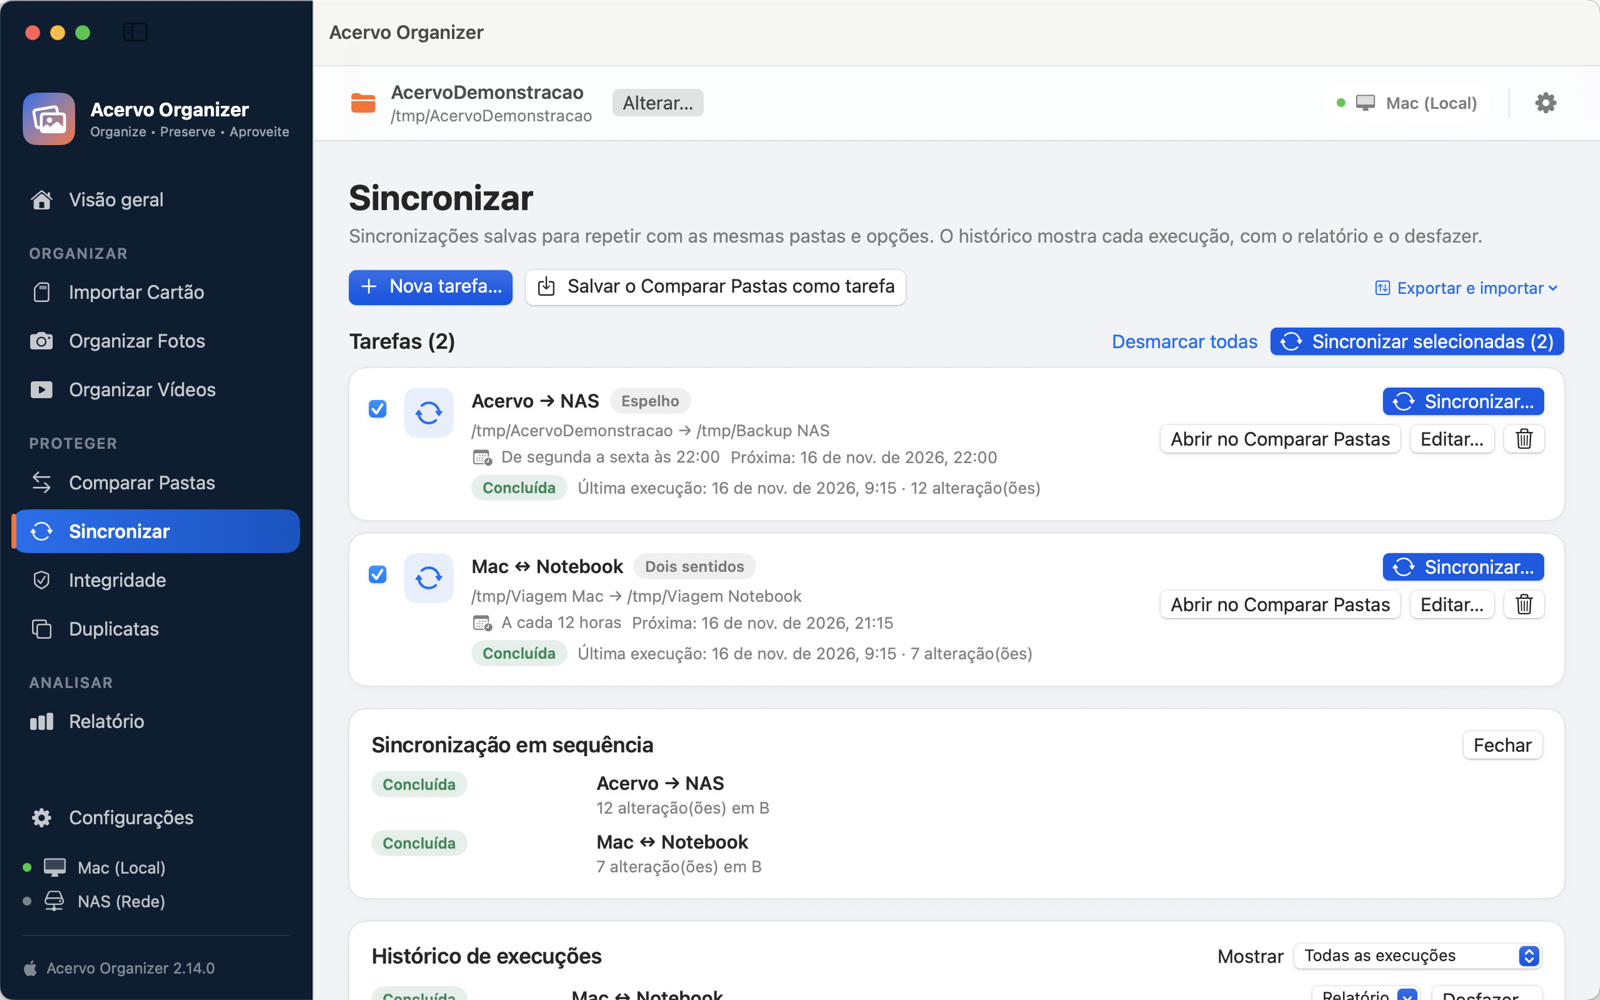 Acervo Organizer
Acervo Organizer
Organize • Preserve • Aproveite
Visão geral
ORGANIZAR
Importar Cartão
Organizar Fotos
Organizar Vídeos
PROTEGER
Comparar Pastas
Sincronizar
Integridade
Duplicatas
ANALISAR
Relatório
Configurações
Mac (Local)
NAS (Rede)
Acervo Organizer 2.14.0
AcervoDemonstracao
/tmp/AcervoDemonstracao
Alterar...
Mac (Local)
Sincronizar
Sincronizações salvas para repetir com as mesmas pastas e opções. O histórico mostra cada execução, com o relatório e o desfazer.
Nova tarefa...
Salvar o Comparar Pastas como tarefa
Exportar e importar
Tarefas (2)
Desmarcar todas
Sincronizar selecionadas (2)
Acervo → NAS Espelho
/tmp/AcervoDemonstracao → /tmp/Backup NAS
De segunda a sexta às 22:00 Próxima: 16 de nov. de 2026, 22:00
Concluída Última execução: 16 de nov. de 2026, 9:15 · 12 alteração(ões)
Sincronizar...
Abrir no Comparar Pastas Editar...
Mac ↔ Notebook Dois sentidos
/tmp/Viagem Mac → /tmp/Viagem Notebook
A cada 12 horas Próxima: 16 de nov. de 2026, 21:15
Concluída Última execução: 16 de nov. de 2026, 9:15 · 7 alteração(ões)
Sincronizar...
Abrir no Comparar Pastas Editar...
Sincronização em sequência
Fechar
Concluída Acervo → NAS
12 alteração(ões) em B
Concluída Mac ↔ Notebook
7 alteração(ões) em B
Histórico de execuções
Mostrar Todas as execuções
Concluída Mac ↔ Notebook Relatório Desfazer...